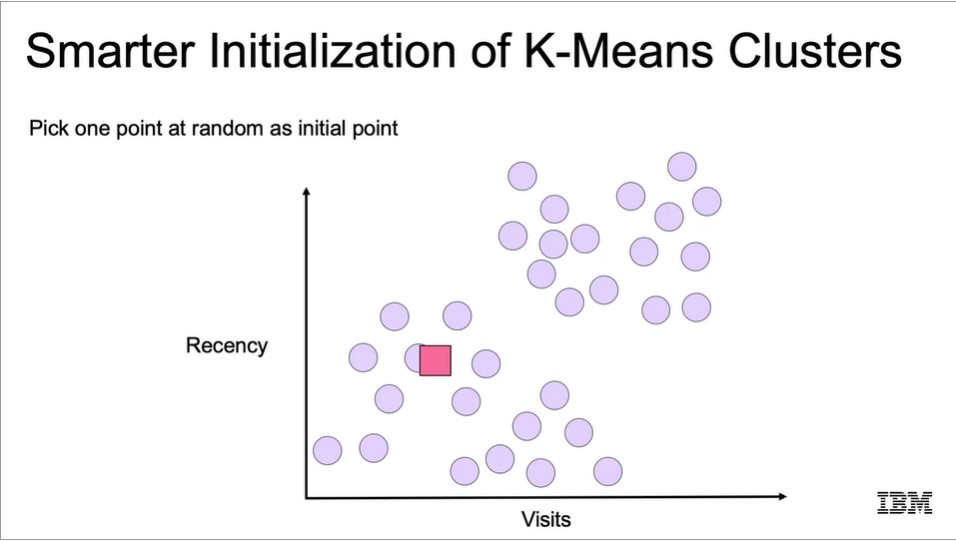 Smarter Initialization of K-Means Clusters
Pick one point at random as initial point
Recency
Visits
IBM